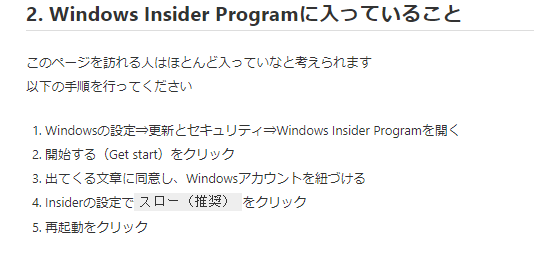 2. Windows Insider Programに入っていること
このページを訪れる人はほとんど入っていなと考えられます
以下の手順を行ってください
1. Windowsの設定⇒更新とセキュリティ⇒Windows Insider Programを開く
2. 開始する（Get start）をクリック
3. 出てくる文章に同意し、Windowsアカウントを紐づける
4. Insiderの設定で スロー（推奨） をクリック
5. 再起動をクリック